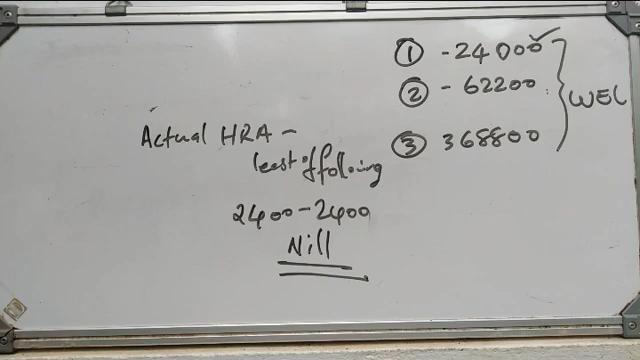 ① - 24000 ✓
② - 62200
③ 368800
WEL
Actual HRA -
least of following
2400 - 2400
Nill